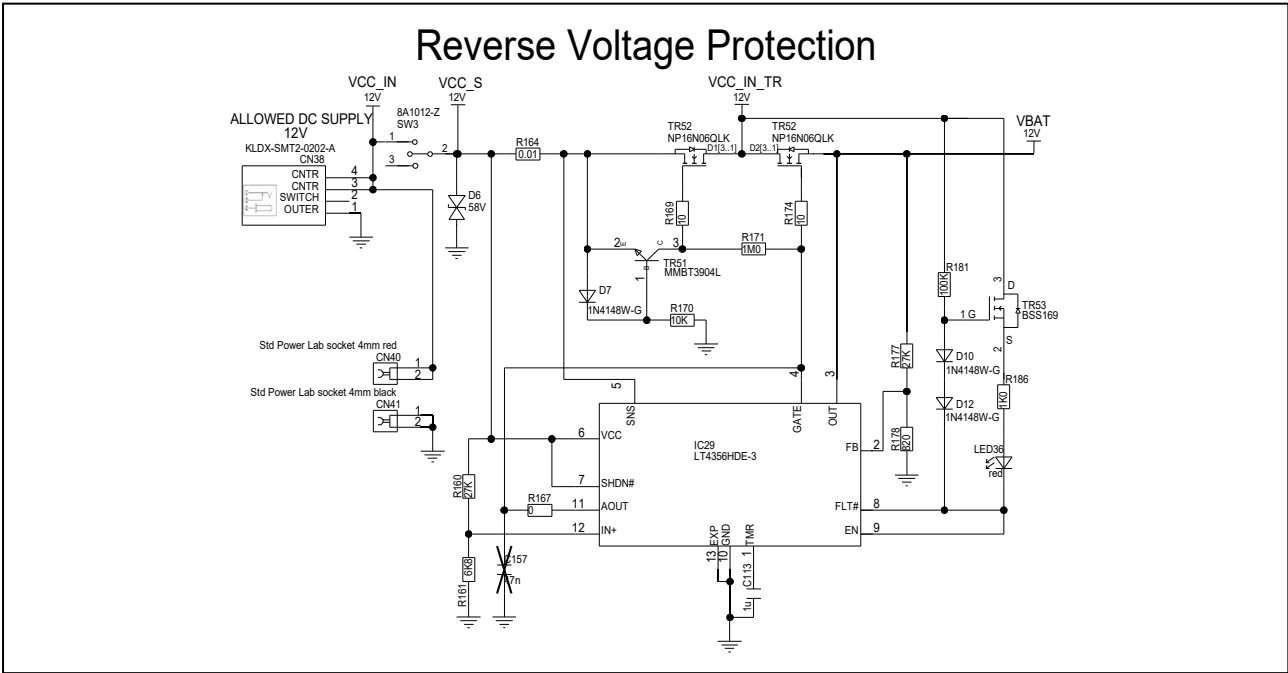 Reverse Voltage Protection
VCC_IN
12V
VCC_S
12V
VCC_IN_TR
12V
VBAT
12V
ALLOWED DC SUPPLY
12V
KLDX-SMT2-0202-A
CN38
CNTR 4
CNTR 3
SWITCH 2
OUTER 1
8A1012-Z
SW3
1
2
3
R164
0.01
D6
58V
TR52
NP16N06QLK
D1[3..1]
TR52
NP16N06QLK
D2[3..1]
R169
10
R174
10
R171
1M0
2 E
C 3
B
1
TR51
MMBT3904L
D7
1N4148W-G
R170
10K
R181
100K
3
D
TR53
BSS169
1 G
S
2
D10
1N4148W-G
D12
1N4148W-G
R186
1K0
LED36
red
R177
27K
R178
820
Std Power Lab socket 4mm red
CN40
1
2
Std Power Lab socket 4mm black
CN41
1
2
5
SNS
4
GATE
3
OUT
6 VCC
IC29
LT4356HDE-3
FB 2
7 SHDN#
R160
27K
R167
0
11 AOUT
FLT# 8
12 IN+
EN 9
EXP
13
GND
10
TMR
1
R161
6K8
C157
47n
C113
1u